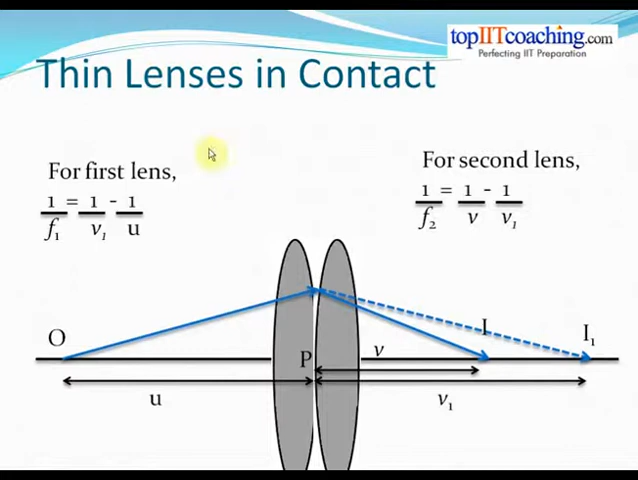 topIITcoaching.com
Perfecting IIT Preparation
Thin Lenses in Contact
For first lens,
1 = 1 - 1
f₁ v₁ u
For second lens,
1 = 1 - 1
f₂ v v₁
O
P
v
I
I₁
u
v₁